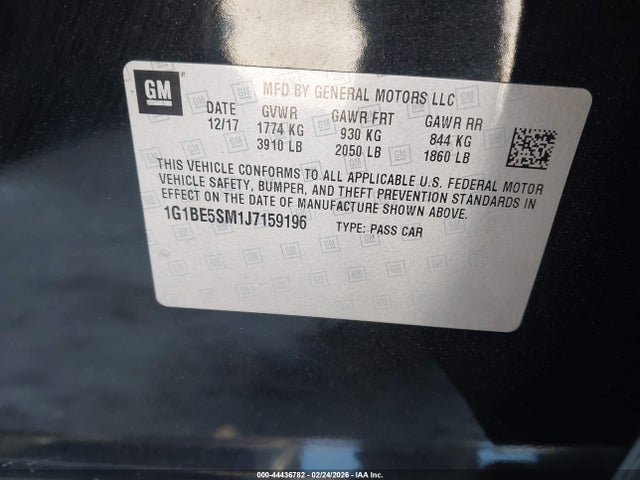 GM
MFD BY GENERAL MOTORS LLC
DATE GVWR GAWR FRT GAWR RR
12/17 1774 KG 930 KG 844 KG
3910 LB 2050 LB 1860 LB
THIS VEHICLE CONFORMS TO ALL APPLICABLE U.S. FEDERAL MOTOR
VEHICLE SAFETY, BUMPER, AND THEFT PREVENTION STANDARDS
IN EFFECT ON THE DATE OF MANUFACTURE SHOWN ABOVE.
1G1BE5SM1J7159196 TYPE: PASS CAR
000-44436782 - 02/24/2026 - IAA Inc.